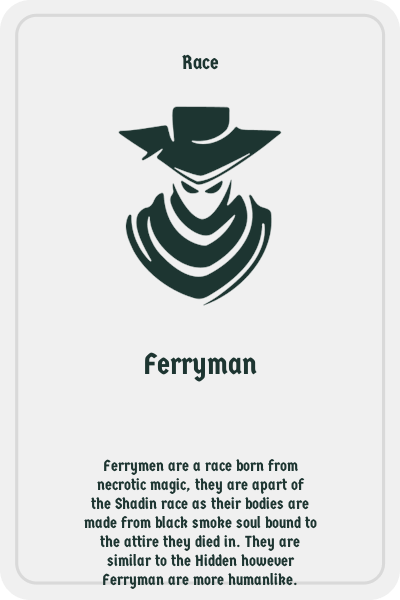 Race
Ferryman
Ferrymen are a race born from
necrotic magic, they are apart of
the Shadin race as their bodies are
made from black smoke soul bound to
the attire they died in. They are
similar to the Hidden however
Ferryman are more humanlike.